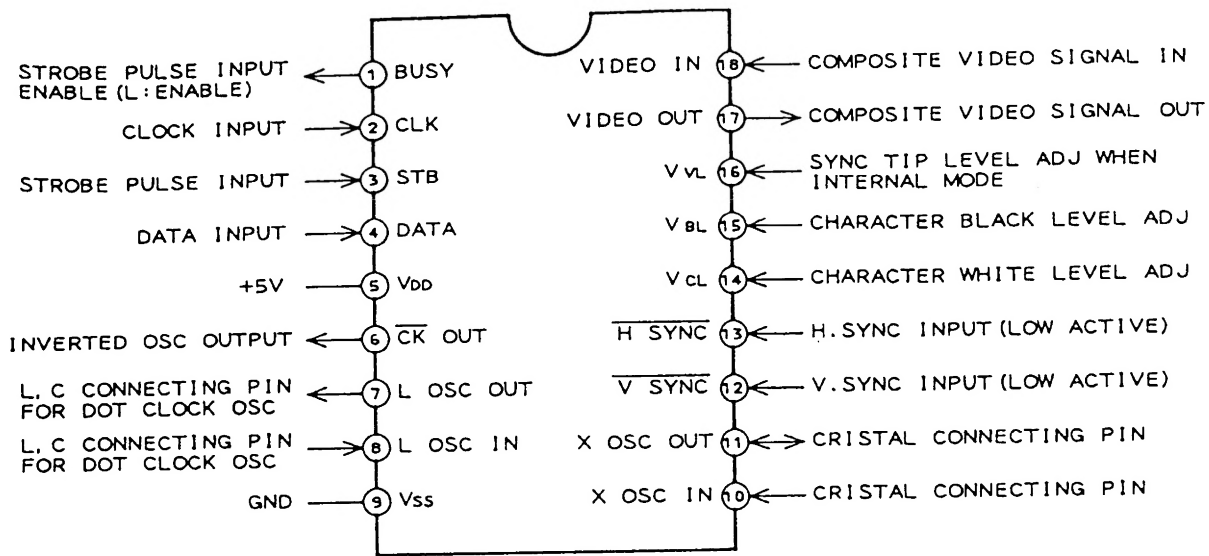 STROBE PULSE INPUT
ENABLE (L:ENABLE)
1 BUSY
CLOCK INPUT 2 CLK
STROBE PULSE INPUT 3 STB
DATA INPUT 4 DATA
+5V 5 VDD
INVERTED OSC OUTPUT 6 CK OUT
L, C CONNECTING PIN
FOR DOT CLOCK OSC
7 L OSC OUT
L, C CONNECTING PIN
FOR DOT CLOCK OSC
8 L OSC IN
GND 9 VSS
VIDEO IN 18 COMPOSITE VIDEO SIGNAL IN
VIDEO OUT 17 COMPOSITE VIDEO SIGNAL OUT
VVL 16 SYNC TIP LEVEL ADJ WHEN
INTERNAL MODE
VBL 15 CHARACTER BLACK LEVEL ADJ
VCL 14 CHARACTER WHITE LEVEL ADJ
H SYNC 13 H.SYNC INPUT (LOW ACTIVE)
V SYNC 12 V.SYNC INPUT (LOW ACTIVE)
X OSC OUT 11 CRISTAL CONNECTING PIN
X OSC IN 10 CRISTAL CONNECTING PIN